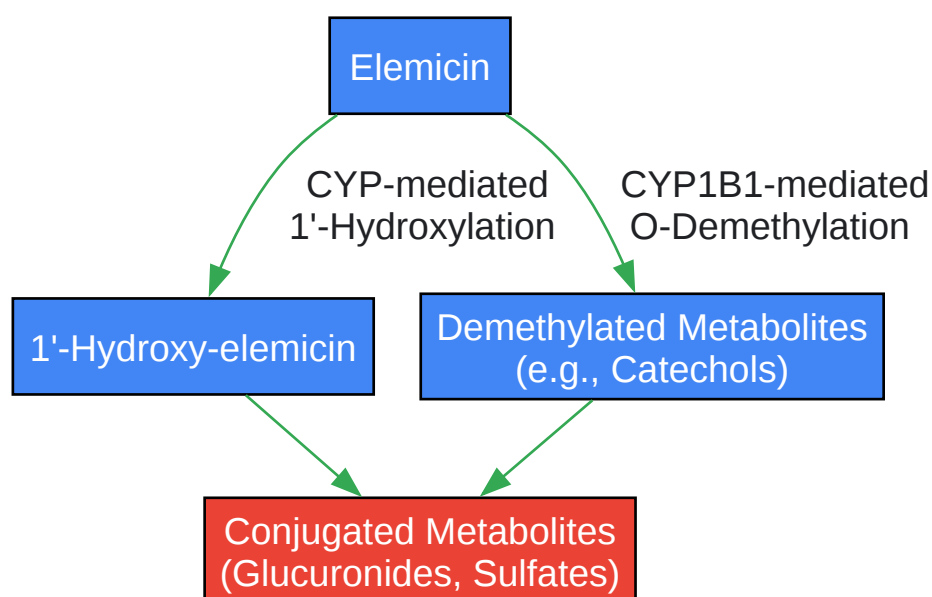 Elemicin
CYP-mediated
1'-Hydroxylation
CYP1B1-mediated
O-Demethylation
1'-Hydroxy-elemicin
Demethylated Metabolites
(e.g., Catechols)
Conjugated Metabolites
(Glucuronides, Sulfates)